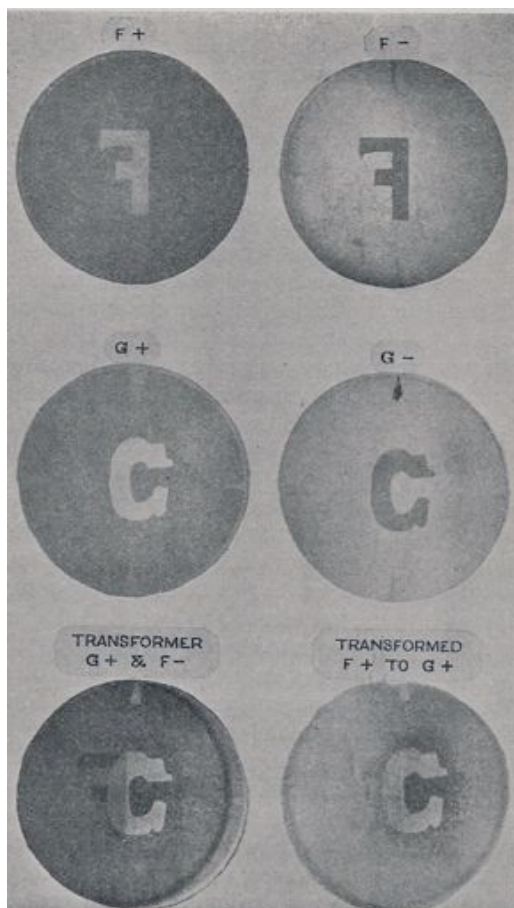 F +
F −
F
F
G +
G −
C
C
TRANSFORMER
G + & F −
TRANSFORMED
F + TO G +
F C
C